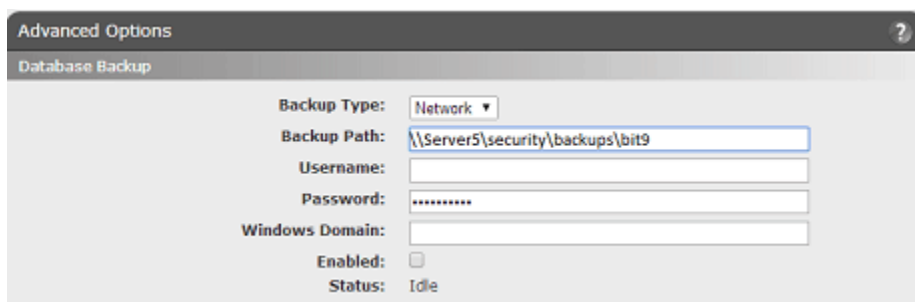 Advanced Options ?
Database Backup
Backup Type: Network
Backup Path: \\Server5\security\backups\bit9
Username:
Password: ••••••••••
Windows Domain:
Enabled:
Status: Idle